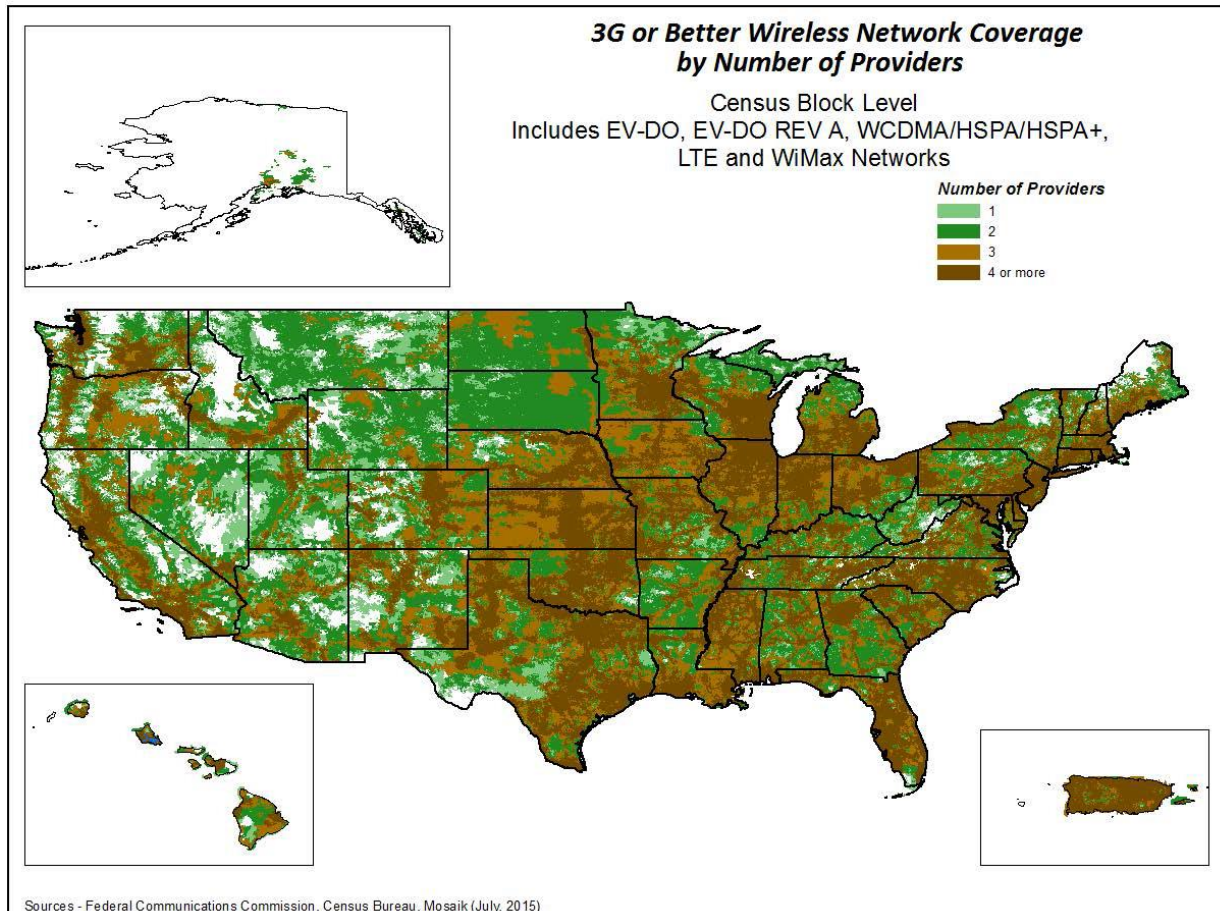 3G or Better Wireless Network Coverage
by Number of Providers
Census Block Level
Includes EV-DO, EV-DO REV A, WCDMA/HSPA/HSPA+,
LTE and WiMax Networks
Number of Providers
1
2
3
4 or more
Sources - Federal Communications Commission, Census Bureau, Mosaik (July, 2015)